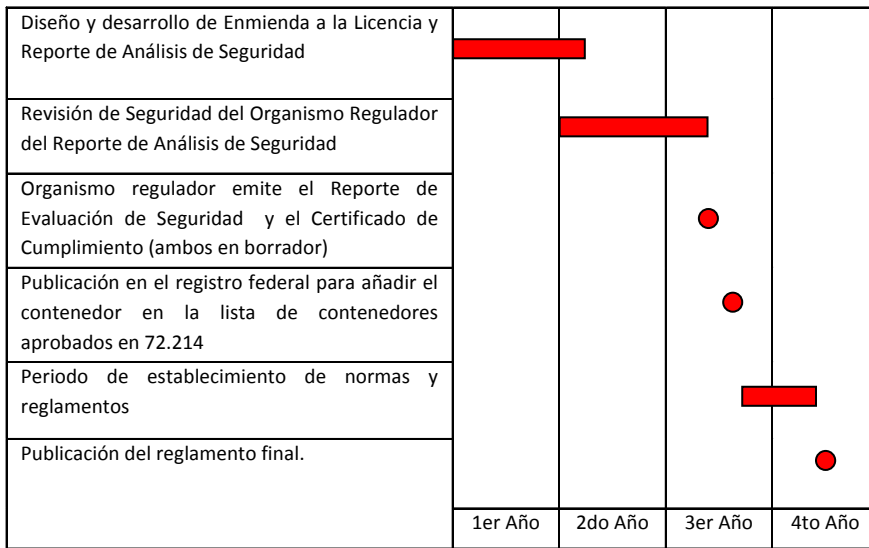 Diseño y desarrollo de Enmienda a la Licencia y
Reporte de Análisis de Seguridad
Revisión de Seguridad del Organismo Regulador
del Reporte de Análisis de Seguridad
Organismo regulador emite el Reporte de
Evaluación de Seguridad y el Certificado de
Cumplimiento (ambos en borrador)
Publicación en el registro federal para añadir el
contenedor en la lista de contenedores
aprobados en 72.214
Periodo de establecimiento de normas y
reglamentos
Publicación del reglamento final.
1er Año 2do Año 3er Año 4to Año